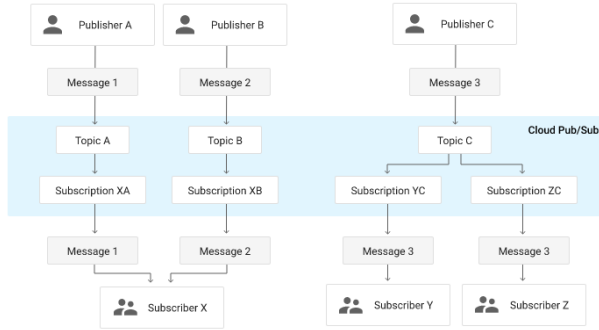 Publisher A
Publisher B
Publisher C
Message 1
Message 2
Message 3
Cloud Pub/Sub
Topic A
Topic B
Topic C
Subscription XA
Subscription XB
Subscription YC
Subscription ZC
Message 1
Message 2
Message 3
Message 3
Subscriber X
Subscriber Y
Subscriber Z